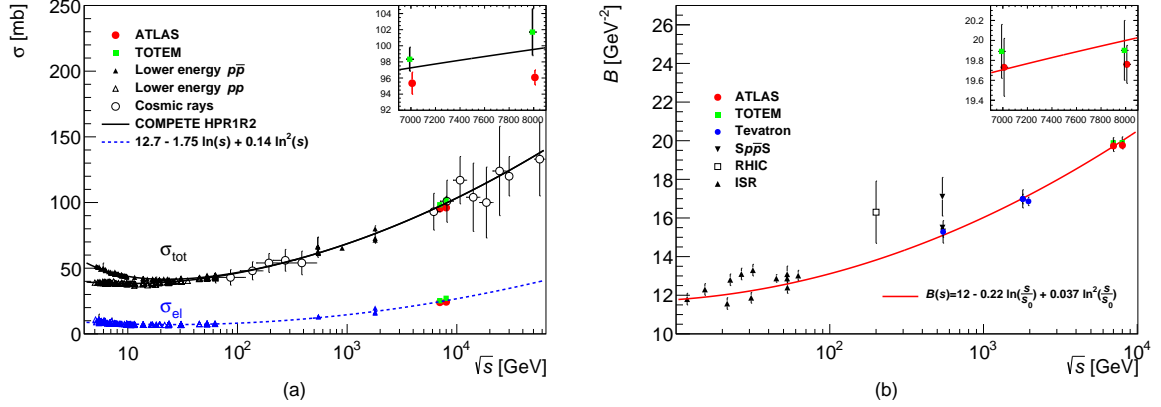 σ [mb]
250
200
150
100
50
0
ATLAS
TOTEM
Lower energy pp̅
Lower energy pp
Cosmic rays
COMPETE HPR1R2
12.7 - 1.75 ln(s) + 0.14 ln²(s)
106
104
102
100
98
96
94
92
7000 7200 7400 7600 7800 8000
σtot
σel
10 10² 10³ 10⁴
√s [GeV]
(a)
B [GeV⁻²]
26
24
22
20
18
16
14
12
10
ATLAS
TOTEM
Tevatron
Spp̅S
RHIC
ISR
20.2
20
19.8
19.6
19.4
7000 7200 7400 7600 7800 8000
B(s)=12 - 0.22 ln(s/s₀) + 0.037 ln²(s/s₀)
10² 10³ 10⁴
√s [GeV]
(b)